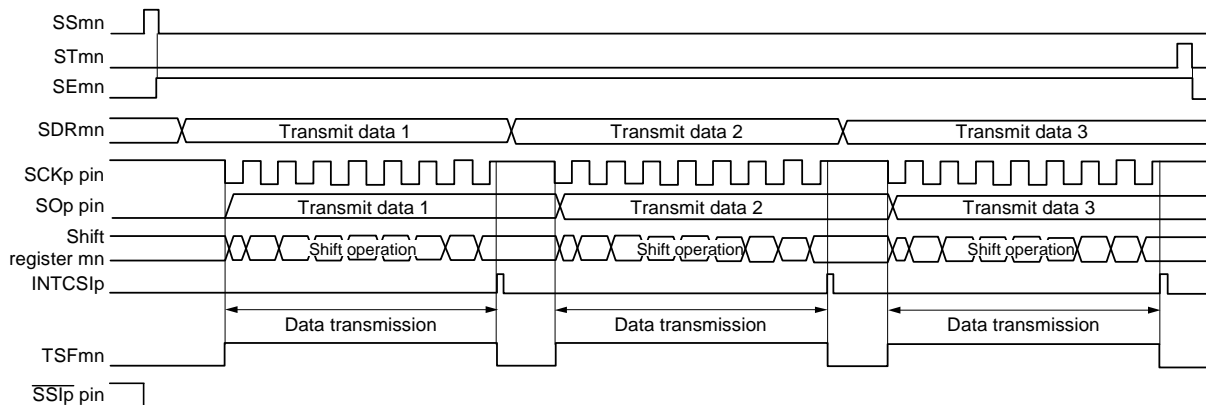 SSmn
STmn
SEmn
SDRmn Transmit data 1 Transmit data 2 Transmit data 3
SCKp pin
SOp pin Transmit data 1 Transmit data 2 Transmit data 3
Shift
register mn Shift operation Shift operation Shift operation
INTCSIp
Data transmission Data transmission Data transmission
TSFmn
SSIp pin